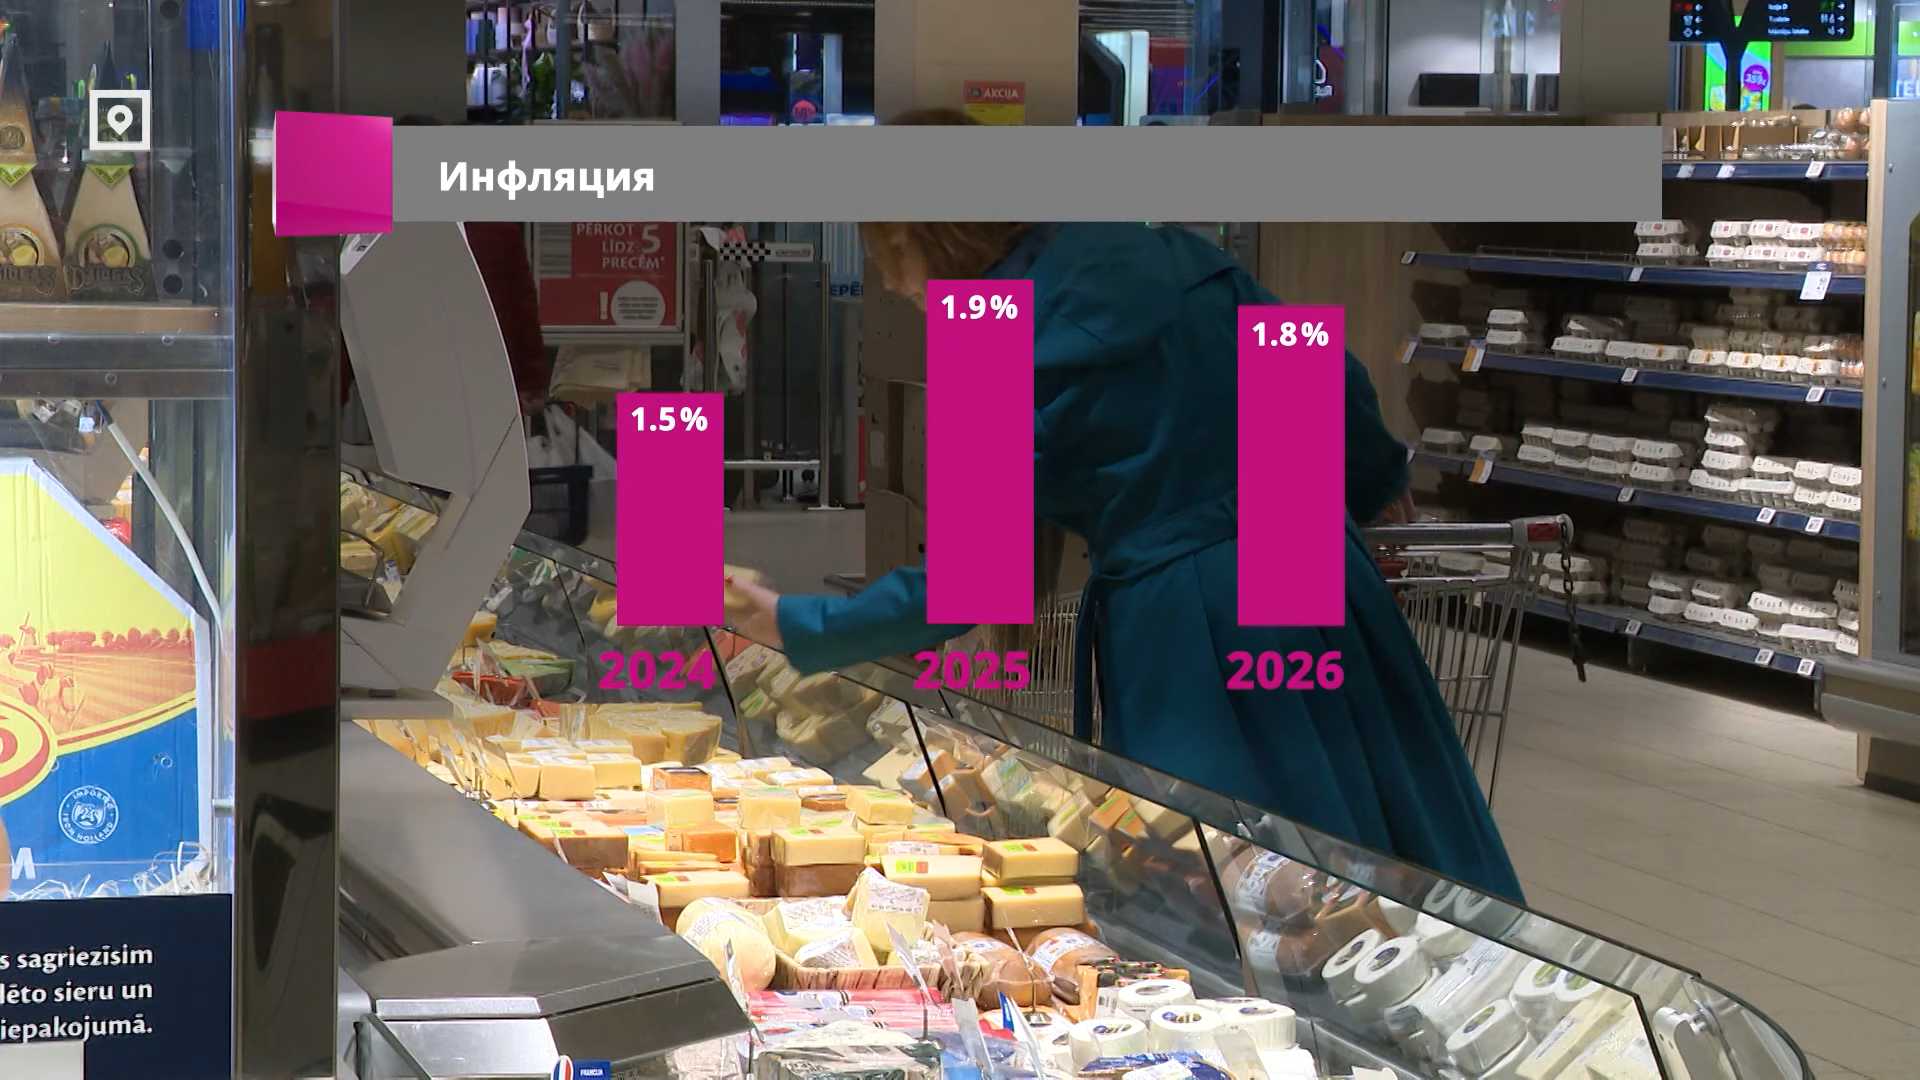 AKCIJA
Инфляция
PĒRKOT 5
LĪDZ
PRECĒM*
!
1.9%
1.8%
1.5%
2024
2025
2026
s sagriezīsim
lēto sieru un
iepakojumā.
FRANCIJA